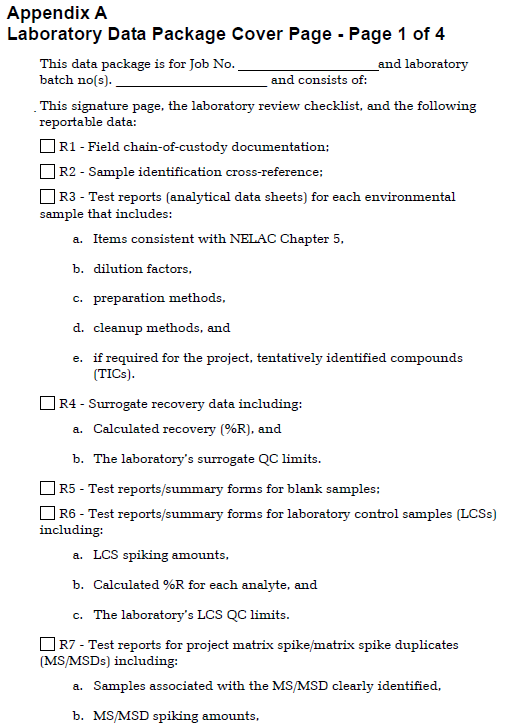 Appendix A
Laboratory Data Package Cover Page - Page 1 of 4
This data package is for Job No. ____________________and laboratory
batch no(s). ______________________ and consists of:
This signature page, the laboratory review checklist, and the following
reportable data:
R1 - Field chain-of-custody documentation;
R2 - Sample identification cross-reference;
R3 - Test reports (analytical data sheets) for each environmental
sample that includes:
a. Items consistent with NELAC Chapter 5,
b. dilution factors,
c. preparation methods,
d. cleanup methods, and
e. if required for the project, tentatively identified compounds
(TICs).
R4 - Surrogate recovery data including:
a. Calculated recovery (%R), and
b. The laboratory's surrogate QC limits.
R5 - Test reports/summary forms for blank samples;
R6 - Test reports/summary forms for laboratory control samples (LCSs)
including:
a. LCS spiking amounts,
b. Calculated %R for each analyte, and
c. The laboratory's LCS QC limits.
R7 - Test reports for project matrix spike/matrix spike duplicates
(MS/MSDs) including:
a. Samples associated with the MS/MSD clearly identified,
b. MS/MSD spiking amounts,